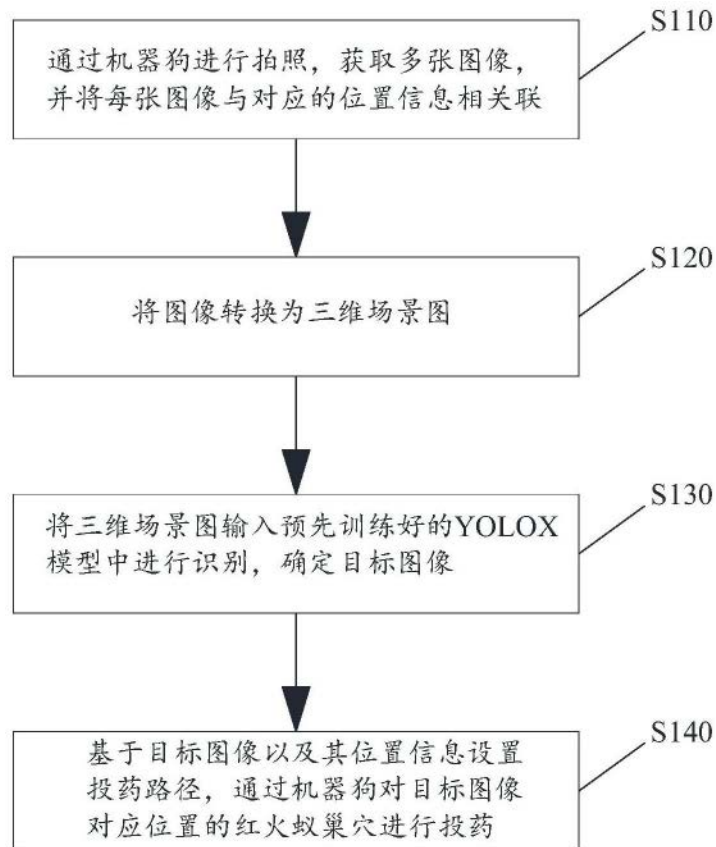 S110
通过机器狗进行拍照，获取多张图像，
并将每张图像与对应的位置信息相关联
S120
将图像转换为三维场景图
S130
将三维场景图输入预先训练好的YOLOX
模型中进行识别，确定目标图像
S140
基于目标图像以及其位置信息设置
投药路径，通过机器狗对目标图像
对应位置的红火蚁巢穴进行投药